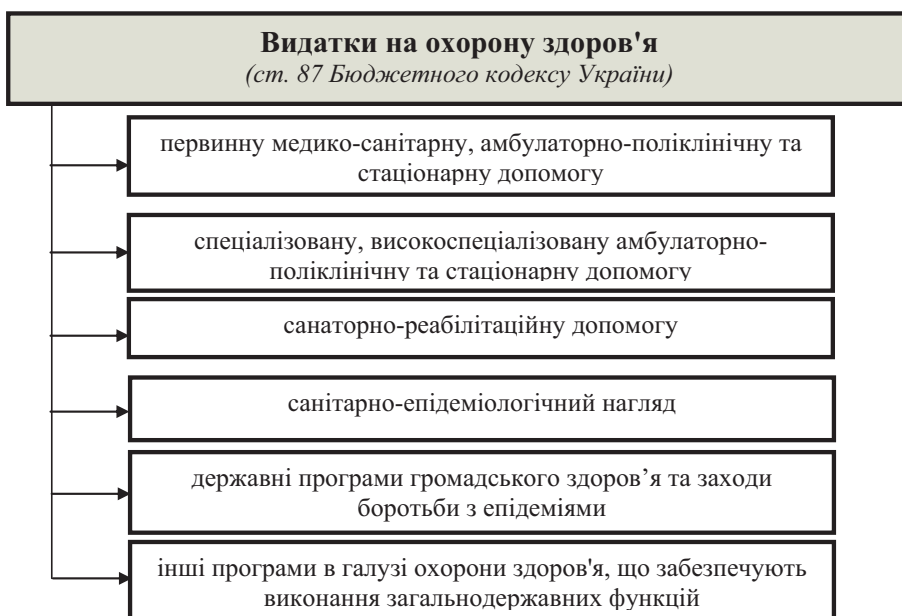 Видатки на охорону здоров'я
(ст. 87 Бюджетного кодексу України)
первинну медико-санітарну, амбулаторно-поліклінічну та
стаціонарну допомогу
спеціалізовану, високоспеціалізовану амбулаторно-
поліклінічну та стаціонарну допомогу
санаторно-реабілітаційну допомогу
санітарно-епідеміологічний нагляд
державні програми громадського здоров’я та заходи
боротьби з епідеміями
інші програми в галузі охорони здоров'я, що забезпечують
виконання загальнодержавних функцій